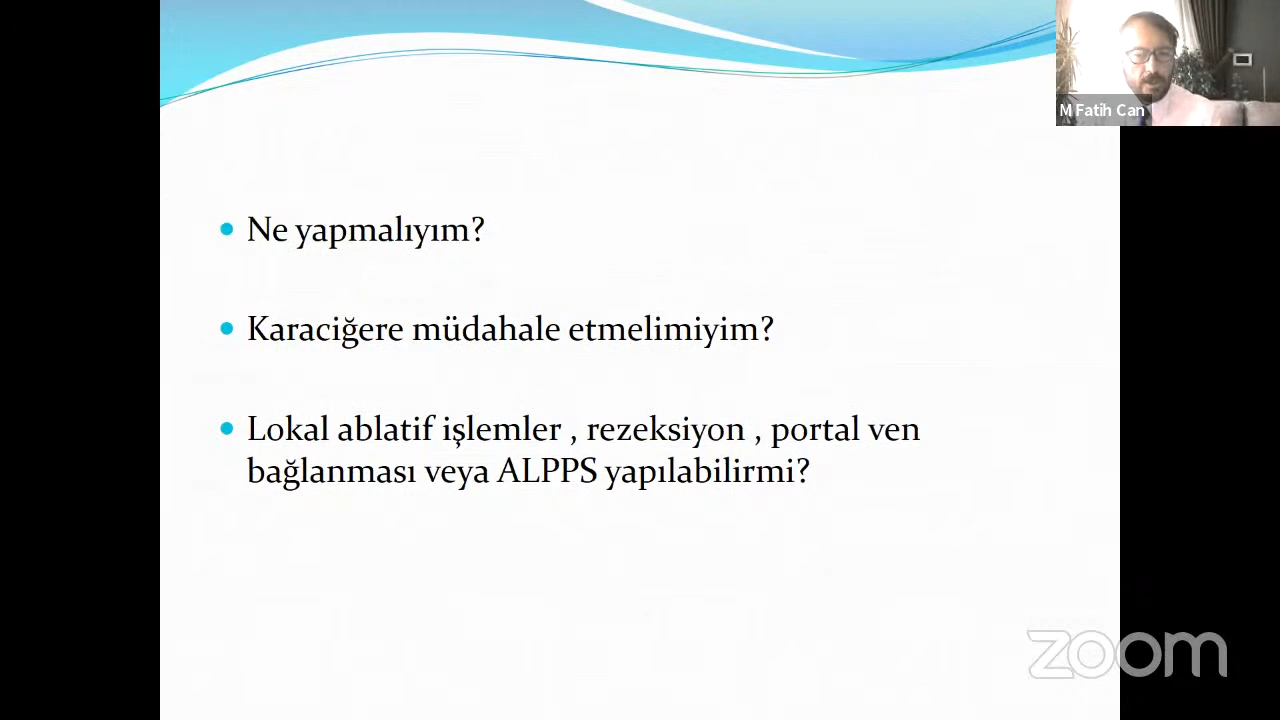 M Fatih Can
Ne yapmalıyım?
Karaciğere müdahale etmelimiyim?
Lokal ablatif işlemler , rezeksiyon , portal ven
bağlanması veya ALPPS yapılabilirmi?
zoom